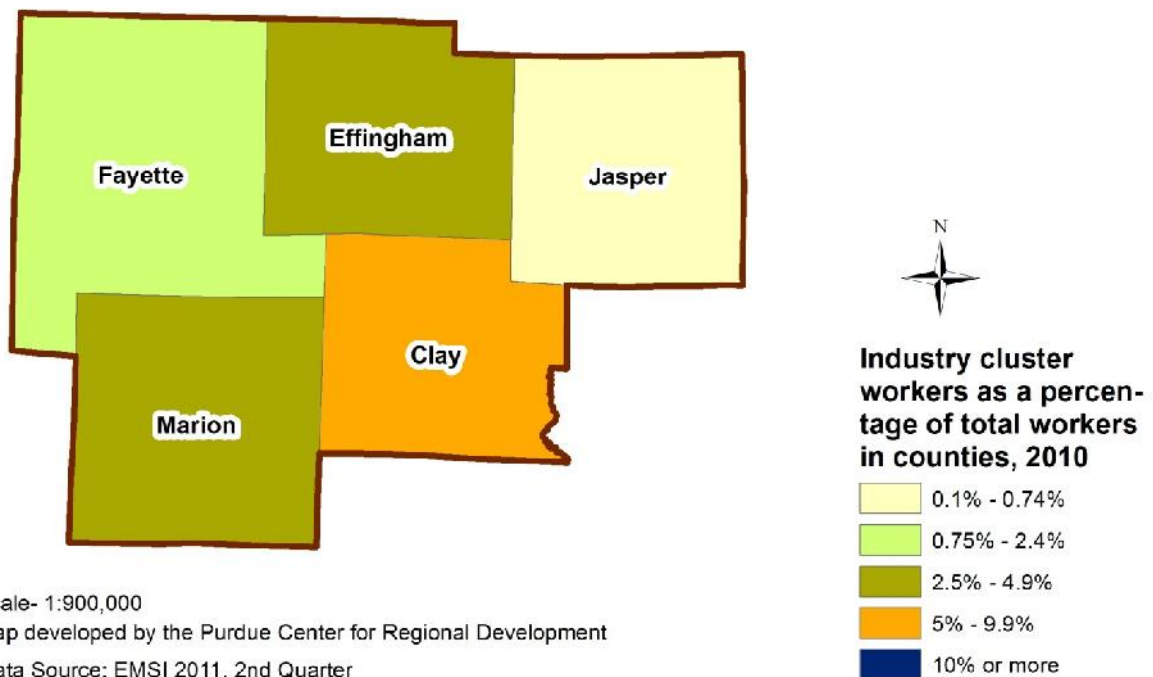 Effingham
Fayette
Jasper
Clay
Marion
N
Industry cluster
workers as a percen-
tage of total workers
in counties, 2010
0.1% - 0.74%
0.75% - 2.4%
2.5% - 4.9%
5% - 9.9%
10% or more
ale- 1:900,000
ap developed by the Purdue Center for Regional Development
ata Source: EMSI 2011, 2nd Quarter